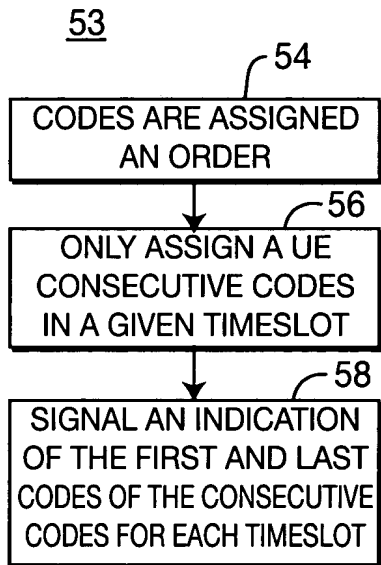 53
54
CODES ARE ASSIGNED
AN ORDER
56
ONLY ASSIGN A UE
CONSECUTIVE CODES
IN A GIVEN TIMESLOT
58
SIGNAL AN INDICATION
OF THE FIRST AND LAST
CODES OF THE CONSECUTIVE
CODES FOR EACH TIMESLOT